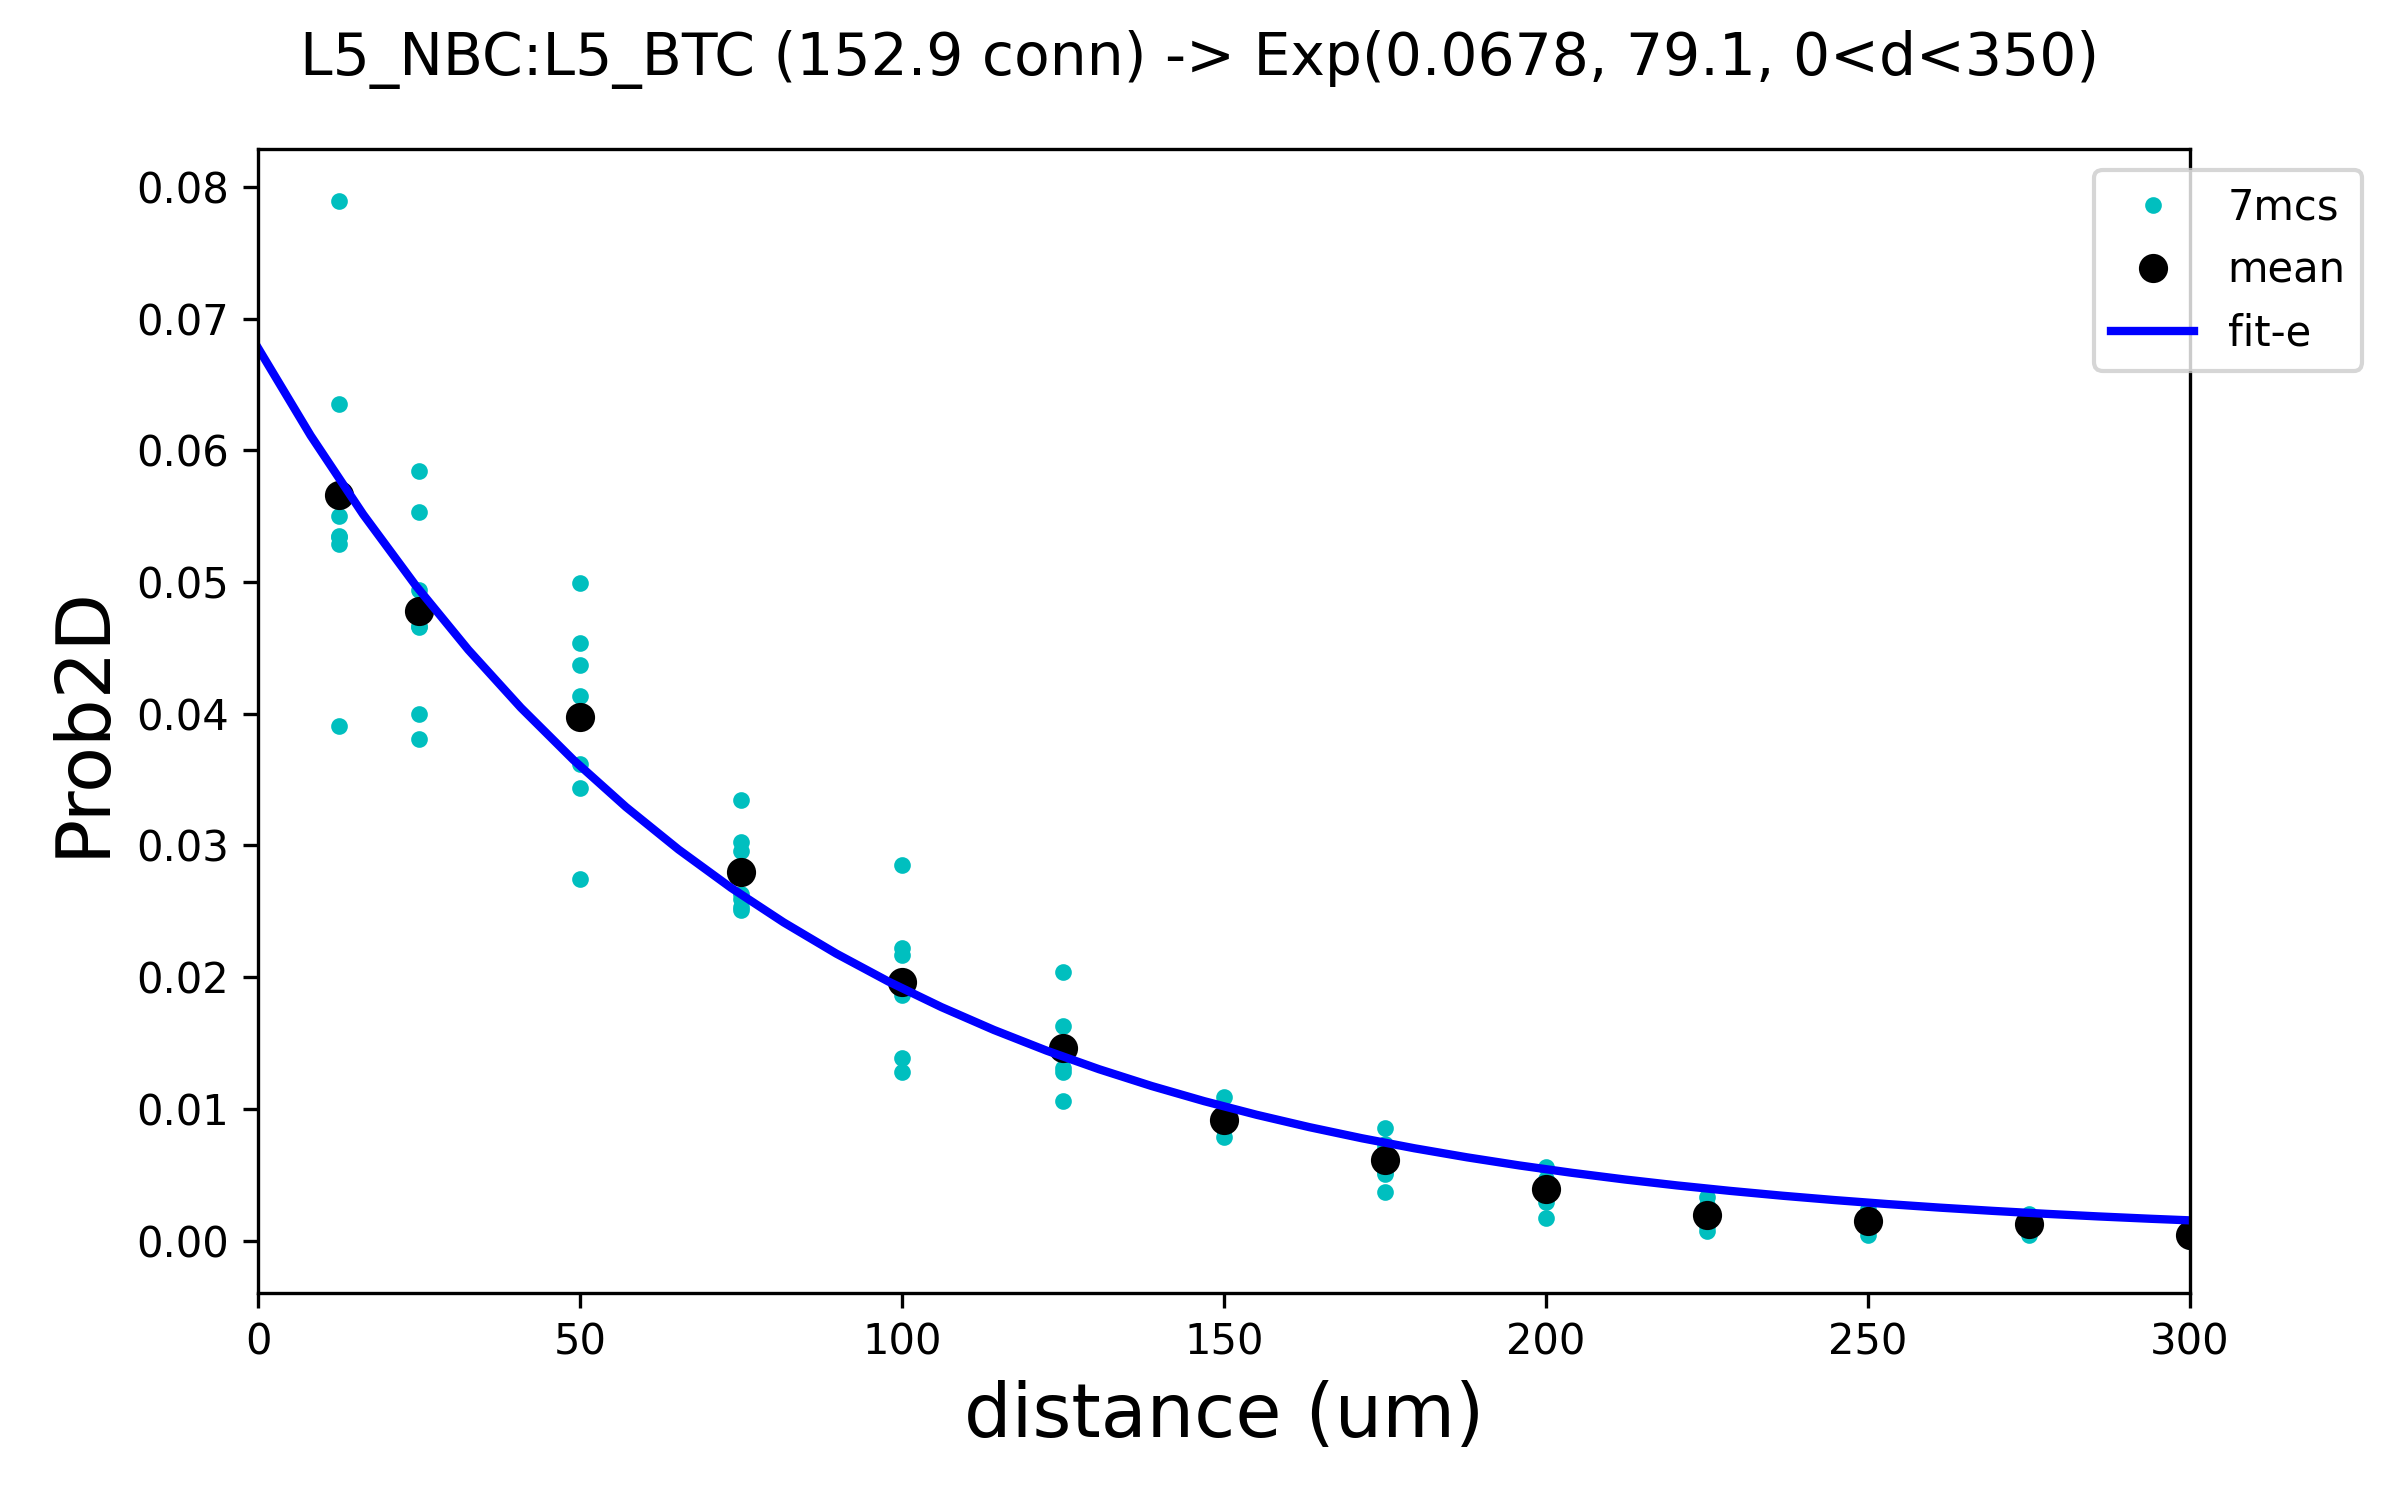 L5_NBC:L5_BTC (152.9 conn) -> Exp(0.0678, 79.1, 0<d<350)
7mcs
mean
fit-e
Prob2D
0.08
0.07
0.06
0.05
0.04
0.03
0.02
0.01
0.00
0 50 100 150 200 250 300
distance (um)